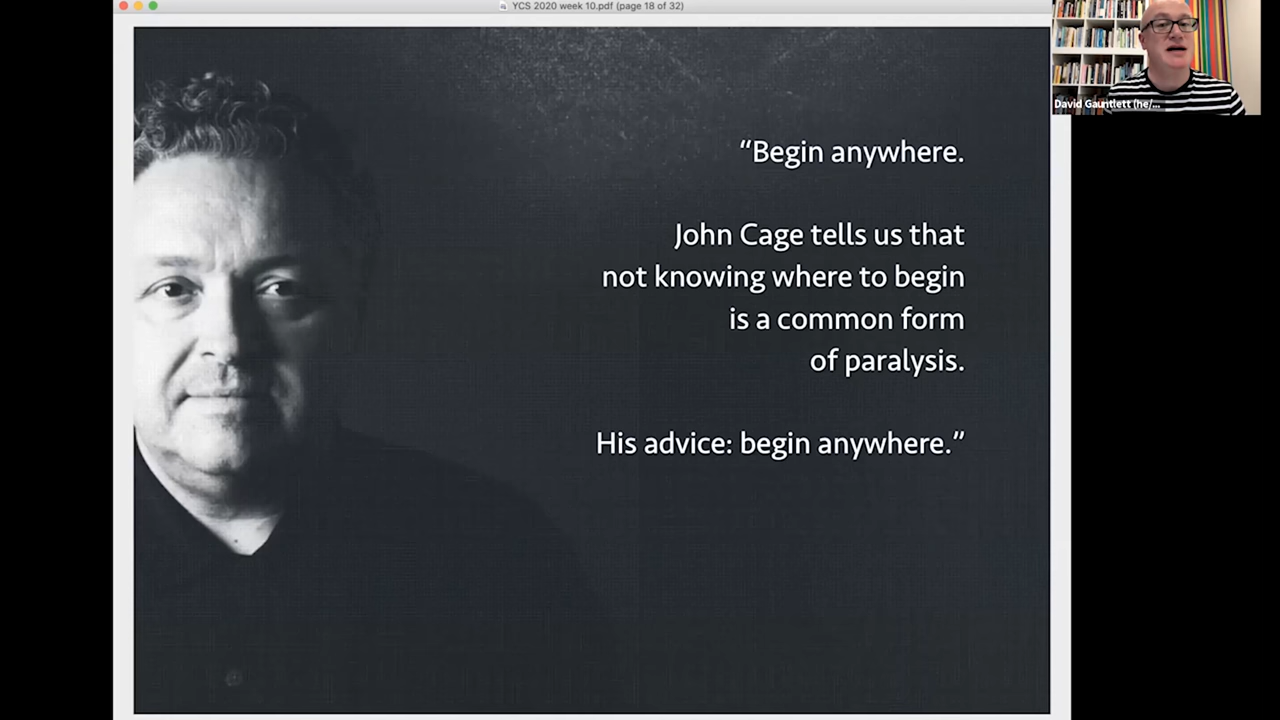 YCS 2020 week 10.pdf (page 18 of 32)
David Gauntlett (he/...
“Begin anywhere.
John Cage tells us that
not knowing where to begin
is a common form
of paralysis.
His advice: begin anywhere.”